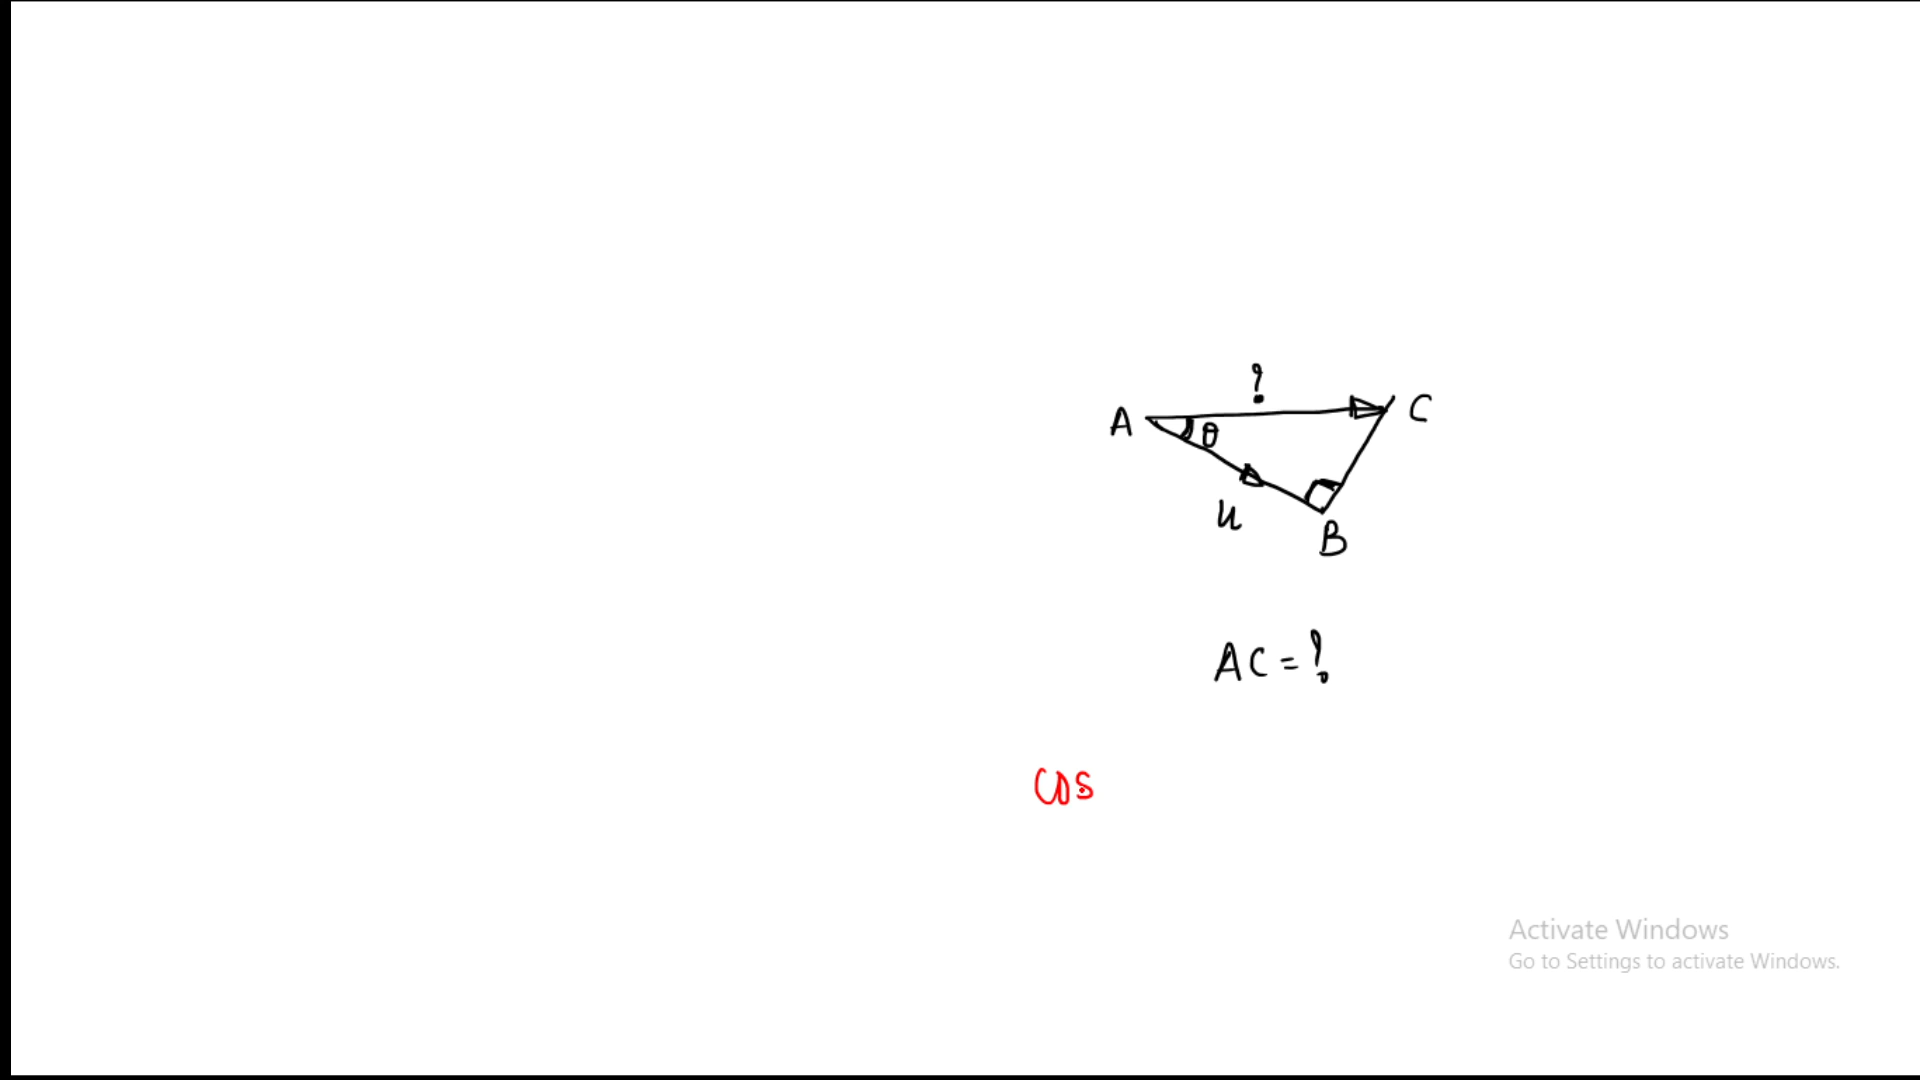 ?
A
C
θ
u
B
AC = ?
cos
Activate Windows
Go to Settings to activate Windows.